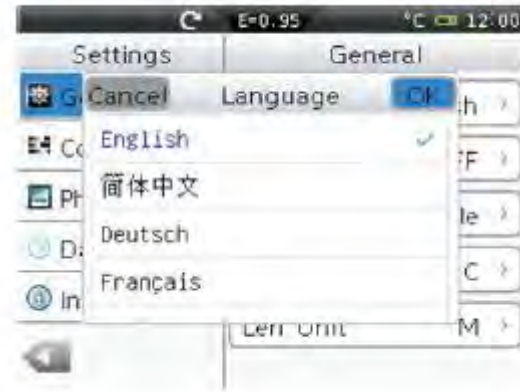 E=0.95 °C 12:00
Settings General
Cancel Language OK
English
简体中文
Deutsch
Français
Len Unit M